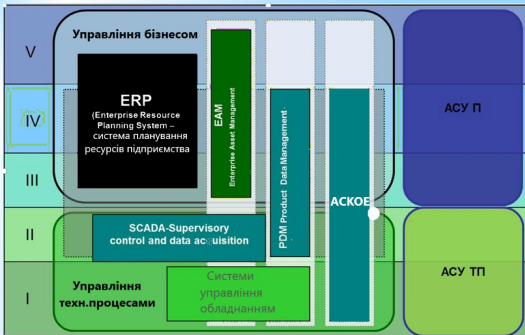 V
IV
III
II
I
Управління бізнесом
ERP
(Enterprise Resource
Planning System –
система планування
ресурсів підприємства
EAM
Enterprise Asset Management
PDM Product Data Management
АСКОЕ
SCADA-Supervisory
control and data acquisition
Управління
техн.процесами
Системи
управління
обладнанням
АСУ П
АСУ ТП